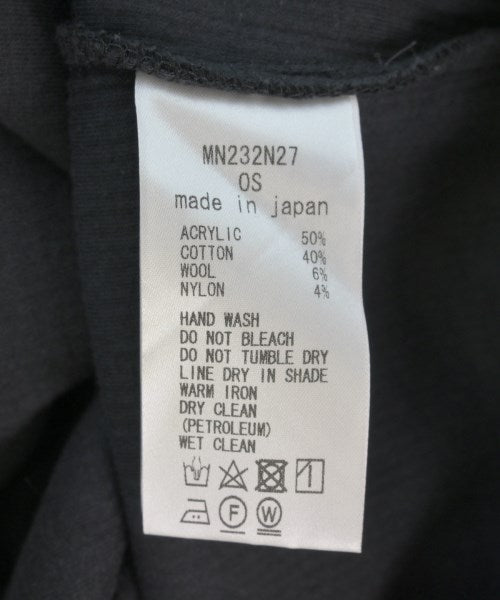 MN232N27
OS
made in japan
ACRYLIC 50%
COTTON 40%
WOOL 6%
NYLON 4%
HAND WASH
DO NOT BLEACH
DO NOT TUMBLE DRY
LINE DRY IN SHADE
WARM IRON
DRY CLEAN
(PETROLEUM)
WET CLEAN
F W